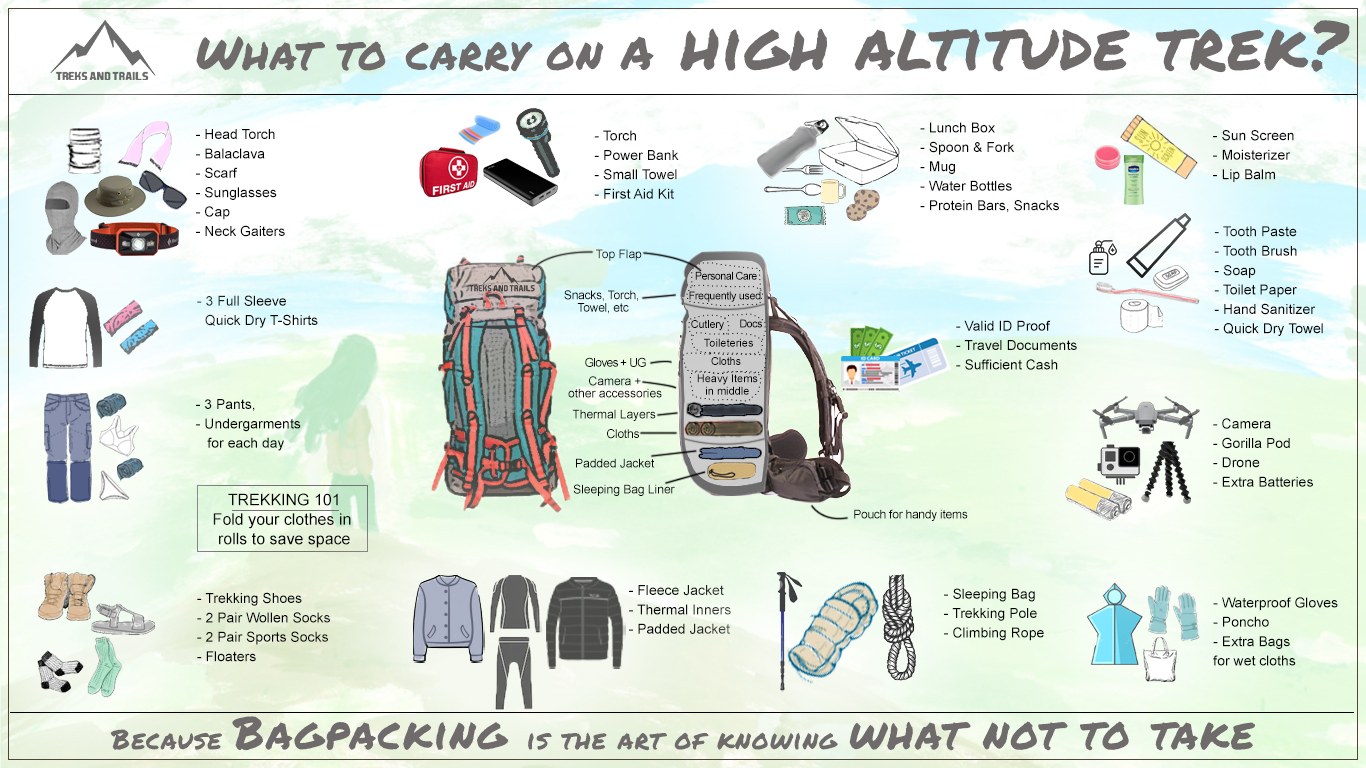 TREKS AND TRAILS
WHAT TO CARRY ON A HIGH ALTITUDE TREK?
- Head Torch
- Balaclava
- Scarf
- Sunglasses
- Cap
- Neck Gaiters
FIRST AID
- Torch
- Power Bank
- Small Towel
- First Aid Kit
- Lunch Box
- Spoon & Fork
- Mug
- Water Bottles
- Protein Bars, Snacks
- Sun Screen
- Moisterizer
- Lip Balm
- Tooth Paste
- Tooth Brush
- Soap
- Toilet Paper
- Hand Sanitizer
- Quick Dry Towel
- 3 Full Sleeve
Quick Dry T-Shirts
- 3 Pants,
- Undergarments
for each day
TREKKING 101
Fold your clothes in
rolls to save space
TREKS AND TRAILS
Top Flap
Snacks, Torch,
Towel, etc
Gloves + UG
Camera +
other accessories
Thermal Layers
Cloths
Padded Jacket
Sleeping Bag Liner
Personal Care
Frequently used
Cutlery
Docs
Toileteries
Cloths
Heavy Items
in middle
Pouch for handy items
ID CARD
- Valid ID Proof
- Travel Documents
- Sufficient Cash
- Camera
- Gorilla Pod
- Drone
- Extra Batteries
- Trekking Shoes
- 2 Pair Wollen Socks
- 2 Pair Sports Socks
- Floaters
- Fleece Jacket
- Thermal Inners
- Padded Jacket
- Sleeping Bag
- Trekking Pole
- Climbing Rope
- Waterproof Gloves
- Poncho
- Extra Bags
for wet cloths
BECAUSE BAGPACKING IS THE ART OF KNOWING WHAT NOT TO TAKE